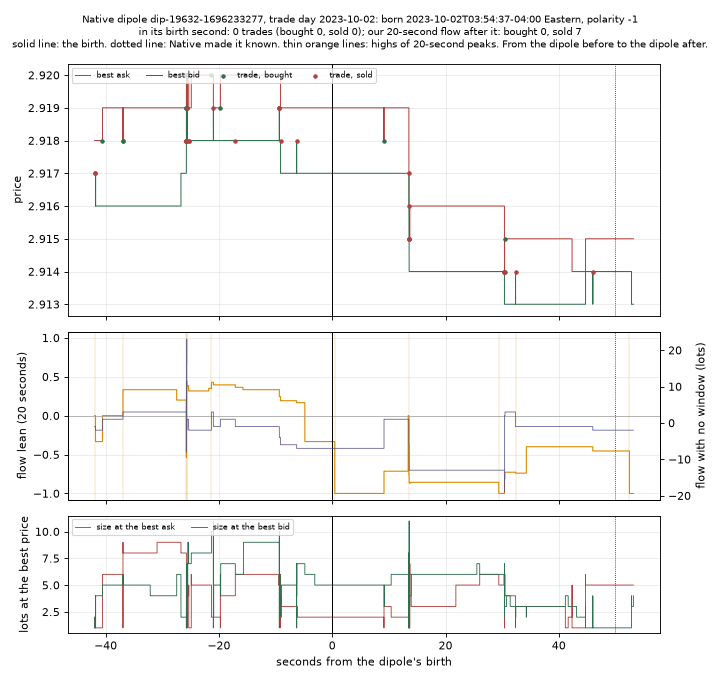 Native dipole dip-19632-1696233277, trade day 2023-10-02: born 2023-10-02T03:54:37-04:00 Eastern, polarity -1
in its birth second: 0 trades (bought 0, sold 0); our 20-second flow after it: bought 0, sold 7
solid line: the birth. dotted line: Native made it known. thin orange lines: highs of 20-second peaks. From the dipole before to the dipole after.
best ask
best bid
trade, bought
trade, sold
2.920
2.919
2.918
2.917
2.916
2.915
2.914
2.913
price
1.0
0.5
0.0
−0.5
−1.0
flow lean (20 seconds)
20
10
0
−10
−20
flow with no window (lots)
size at the best ask
size at the best bid
10.0
7.5
5.0
2.5
lots at the best price
−40
−20
0
20
40
seconds from the dipole's birth